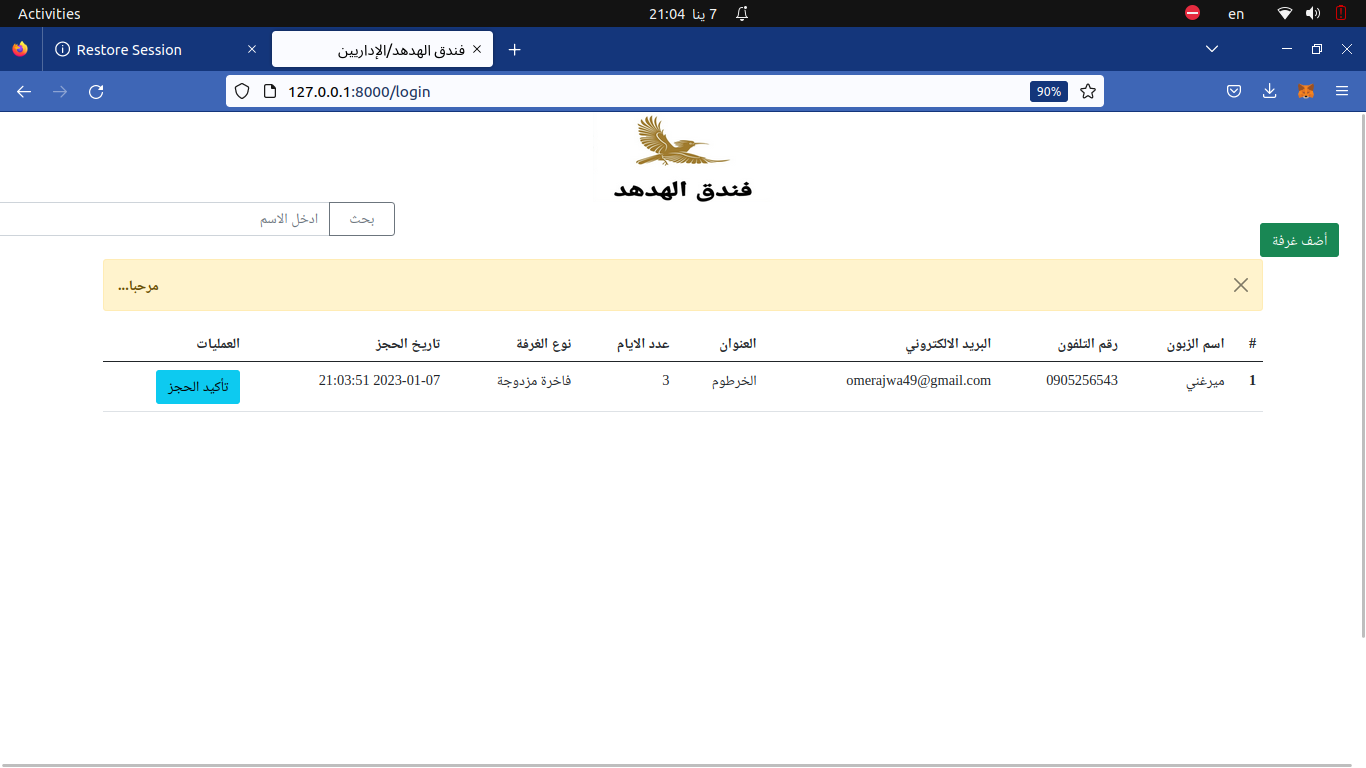 Activities
21:04 7 ينا
en
Restore Session
فندق الهدهد/الإداريين
127.0.0.1:8000/login
90%
فندق الهدهد
ادخل الاسم
بحث
أضف غرفة
مرحبا...
# اسم الزبون رقم التلفون البريد الالكتروني العنوان عدد الايام نوع الغرفة تاريخ الحجز العمليات
1 ميرغني 0905256543 omerajwa49@gmail.com الخرطوم 3 فاخرة مزدوجة 2023-01-07 21:03:51 تأكيد الحجز